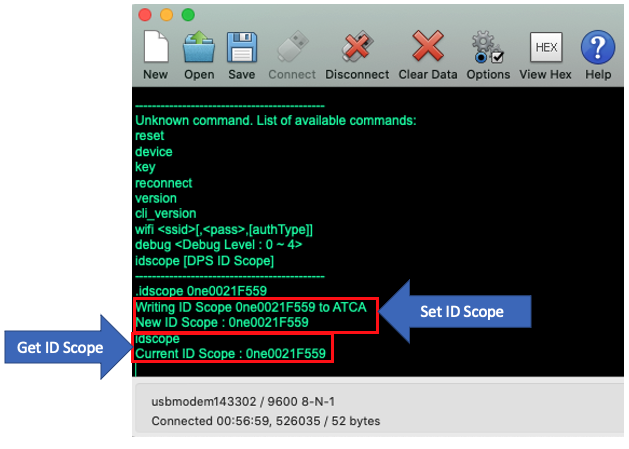 New Open Save Connect Disconnect Clear Data Options View Hex Help
HEX
--------------------------------------------
Unknown command. List of available commands:
reset
device
key
reconnect
version
cli_version
wifi <ssid>[,<pass>,[authType]]
debug <Debug Level : 0 ~ 4>
idscope [DPS ID Scope]
--------------------------------------------
.idscope 0ne0021F559
Writing ID Scope 0ne0021F559 to ATCA
New ID Scope : 0ne0021F559
Set ID Scope
idscope
Current ID Scope : 0ne0021F559
Get ID Scope
usbmodem143302 / 9600 8-N-1
Connected 00:56:59, 526035 / 52 bytes